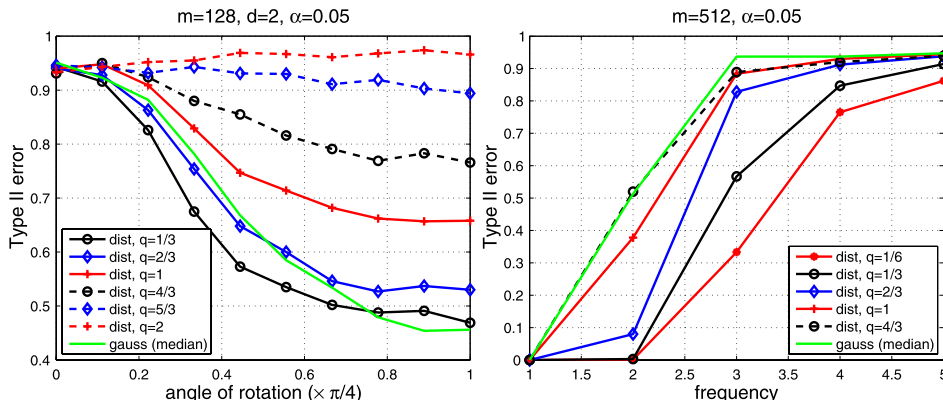 m=128, d=2, α=0.05
Type II error
1
0.9
0.8
0.7
0.6
0.5
0.4
0
0.2
0.4
0.6
0.8
1
angle of rotation (× π/4)
dist, q=1/3
dist, q=2/3
dist, q=1
dist, q=4/3
dist, q=5/3
dist, q=2
gauss (median)
m=512, α=0.05
Type II error
1
0.9
0.8
0.7
0.6
0.5
0.4
0.3
0.2
0.1
0
1
1.5
2
2.5
3
3.5
4
4.5
5
frequency
dist, q=1/6
dist, q=1/3
dist, q=2/3
dist, q=1
dist, q=4/3
gauss (median)